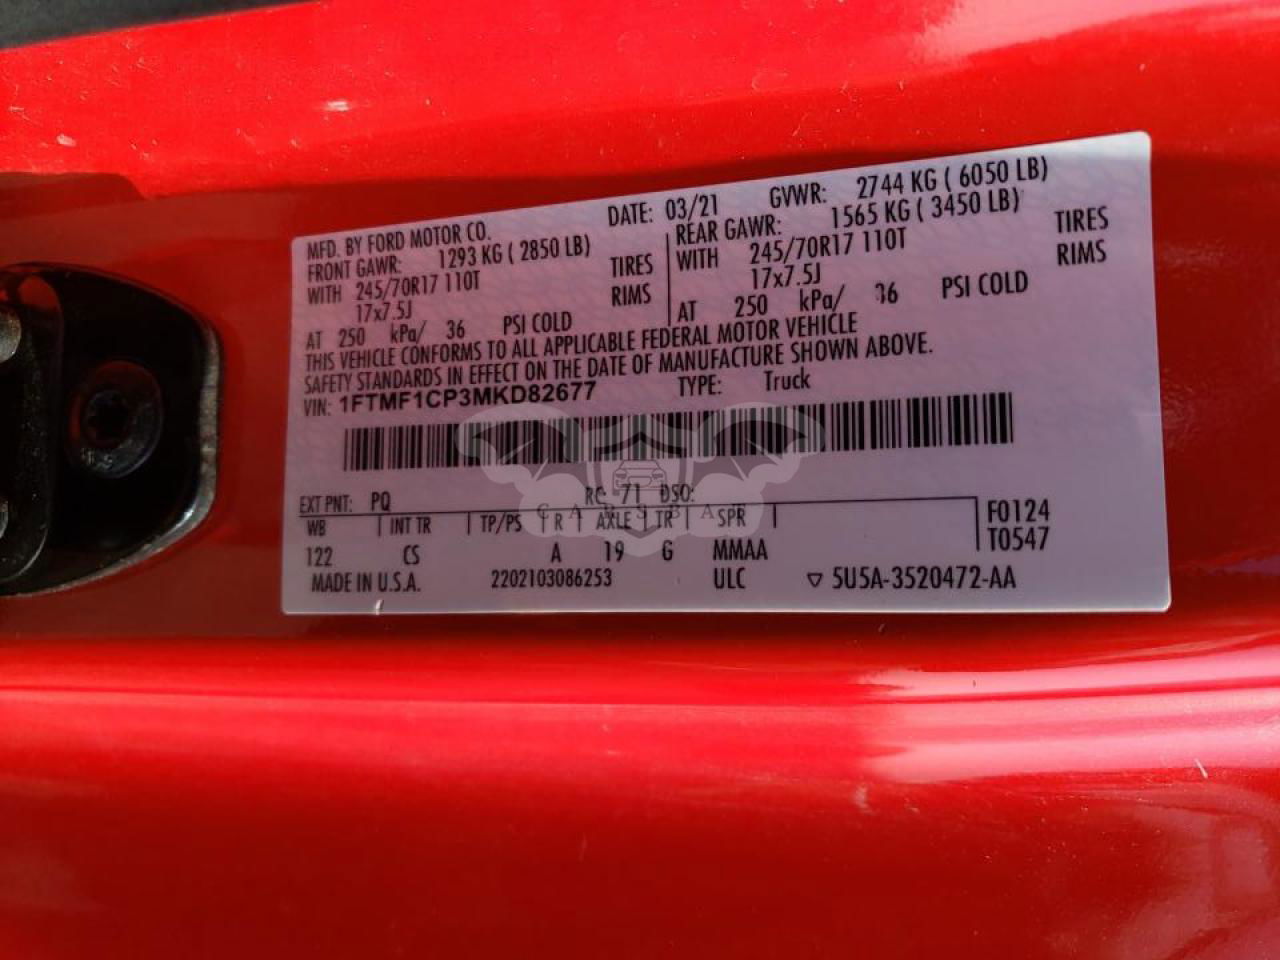 MFD. BY FORD MOTOR CO.
DATE: 03/21
GVWR: 2744 KG ( 6050 LB)
FRONT GAWR: 1293 KG ( 2850 LB)
REAR GAWR: 1565 KG ( 3450 LB)
WITH 245/70R17 110T TIRES
WITH 245/70R17 110T TIRES
17x7.5J RIMS
17x7.5J RIMS
AT 250 kPa/ 36 PSI COLD
AT 250 kPa/ 36 PSI COLD
THIS VEHICLE CONFORMS TO ALL APPLICABLE FEDERAL MOTOR VEHICLE
SAFETY STANDARDS IN EFFECT ON THE DATE OF MANUFACTURE SHOWN ABOVE.
VIN: 1FTMF1CP3MKD82677 TYPE: Truck
EXT PNT: PQ RC: 71 DSO:
WB INT TR TP/PS R AXLE TR SPR F0124
122 CS A 19 G MMAA T0547
MADE IN U.S.A. 2202103086253 ULC ▽ 5U5A-3520472-AA
CARSBA